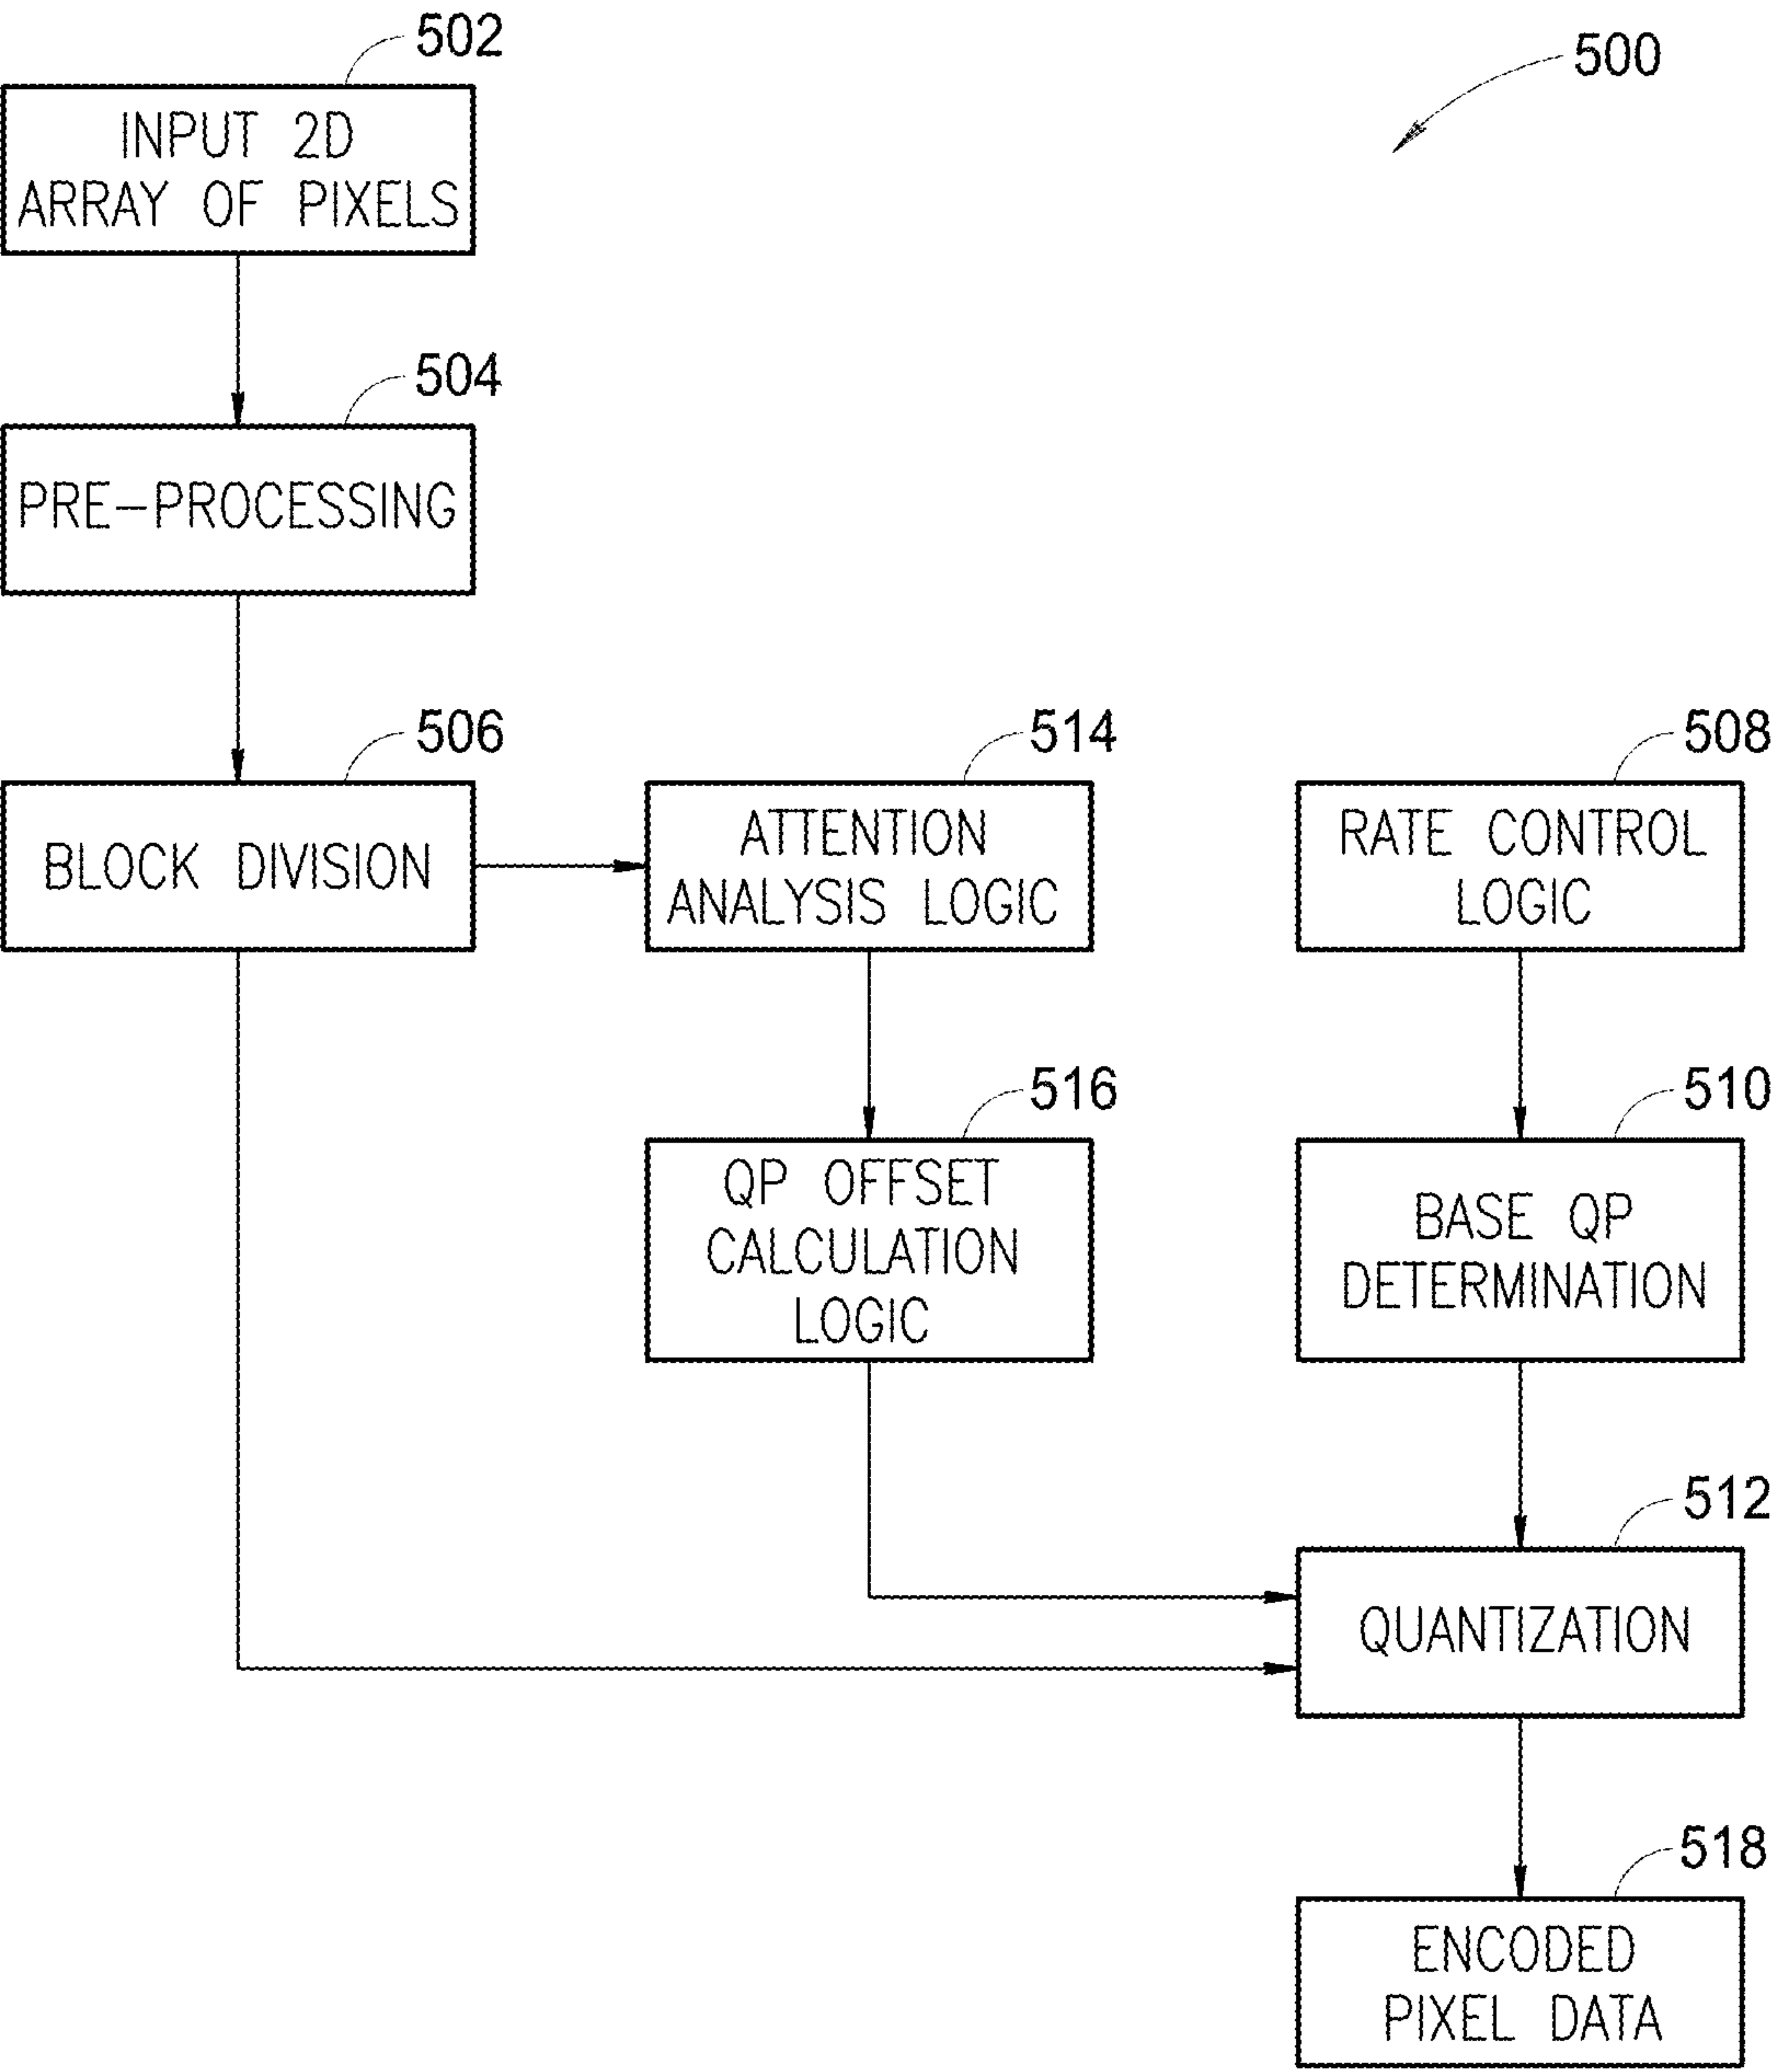 502
500
INPUT 2D
ARRAY OF PIXELS
504
PRE-PROCESSING
506
514
508
BLOCK DIVISION
ATTENTION
ANALYSIS LOGIC
RATE CONTROL
LOGIC
516
510
QP OFFSET
CALCULATION
LOGIC
BASE QP
DETERMINATION
512
QUANTIZATION
518
ENCODED
PIXEL DATA